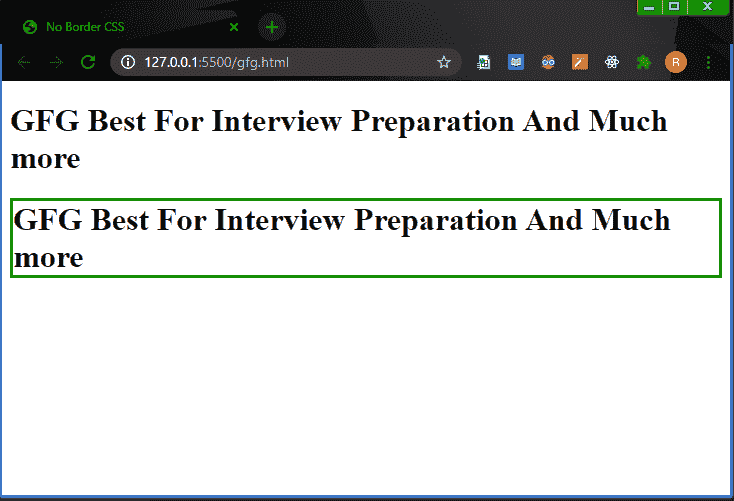 No Border CSS
127.0.0.1:5500/gfg.html
R
GFG Best For Interview Preparation And Much
more
GFG Best For Interview Preparation And Much
more